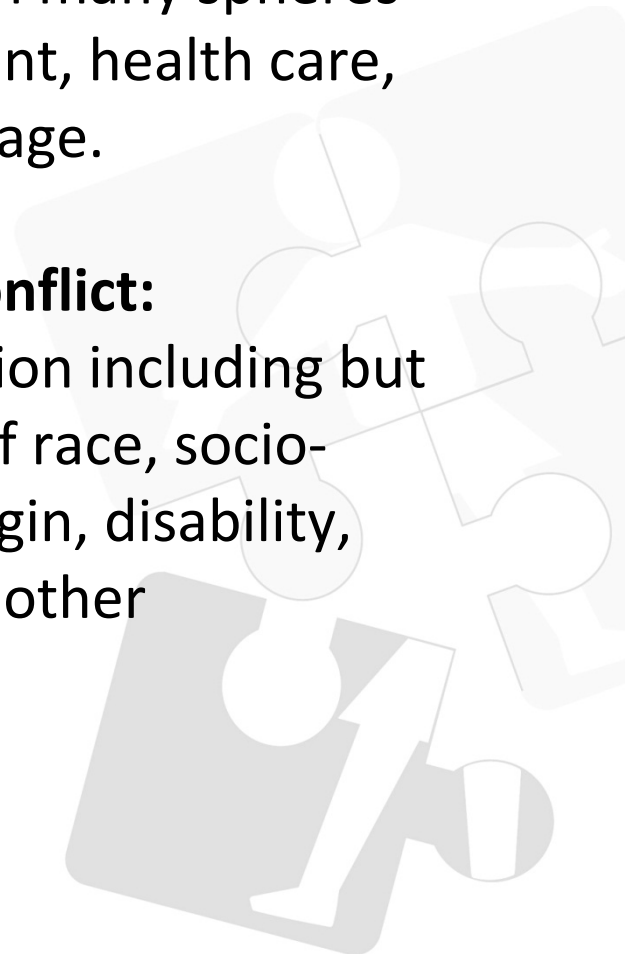 many spheres
nt, health care,
age.
nflict:
ion including but
f race, socio-
gin, disability,
other